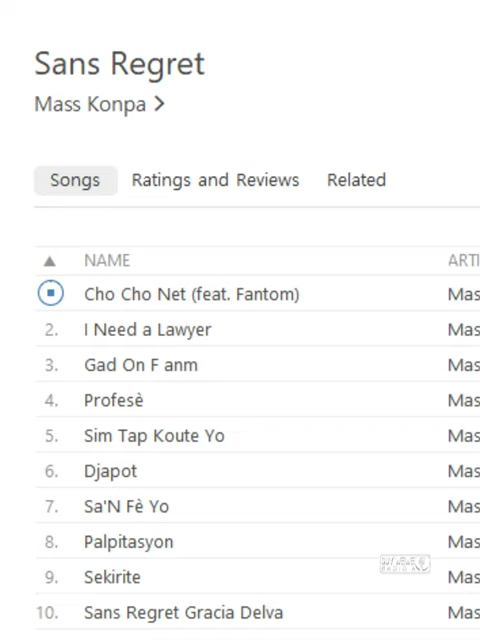 Sans Regret
Mass Konpa >
Songs Ratings and Reviews Related
▲ NAME ARTI
Cho Cho Net (feat. Fantom) Mas
2. I Need a Lawyer Mas
3. Gad On F anm Mas
4. Profesè Mas
5. Sim Tap Koute Yo Mas
6. Djapot Mas
7. Sa'N Fè Yo Mas
8. Palpitasyon Mas
9. Sekirite Mas
10. Sans Regret Gracia Delva Mas